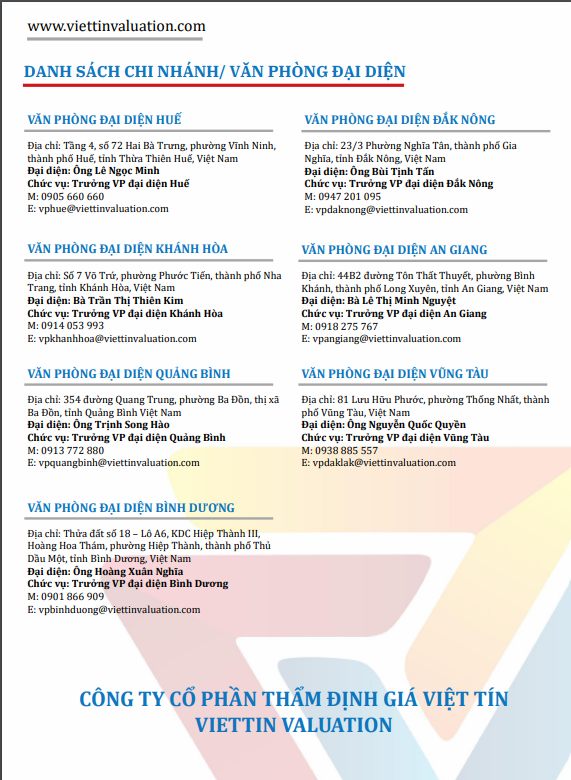 www.viettinvaluation.com
DANH SÁCH CHI NHÁNH/ VĂN PHÒNG ĐẠI DIỆN
VĂN PHÒNG ĐẠI DIỆN HUẾ
Địa chỉ: Tầng 4, số 72 Hai Bà Trưng, phường Vĩnh Ninh,
thành phố Huế, tỉnh Thừa Thiên Huế, Việt Nam
Đại diện: Ông Lê Ngọc Minh
Chức vụ: Trưởng VP đại diện Huế
M: 0905 660 660
E: vphue@viettinvaluation.com
VĂN PHÒNG ĐẠI DIỆN ĐẮK NÔNG
Địa chỉ: 23/3 Phường Nghĩa Tân, thành phố Gia
Nghĩa, tỉnh Đắk Nông, Việt Nam
Đại diện: Ông Bùi Tịnh Tấn
Chức vụ: Trưởng VP đại diện Đắk Nông
M: 0947 201 095
E: vpdaknong@viettinvaluation.com
VĂN PHÒNG ĐẠI DIỆN KHÁNH HÒA
Địa chỉ: Số 7 Võ Trứ, phường Phước Tiến, thành phố Nha
Trang, tỉnh Khánh Hòa, Việt Nam
Đại diện: Bà Trần Thị Thiên Kim
Chức vụ: Trưởng VP đại diện Khánh Hòa
M: 0914 053 993
E: vpkhanhhoa@viettinvaluation.com
VĂN PHÒNG ĐẠI DIỆN AN GIANG
Địa chỉ: 44B2 đường Tôn Thất Thuyết, phường Bình
Khánh, thành phố Long Xuyên, tỉnh An Giang, Việt Nam
Đại diện: Bà Lê Thị Minh Nguyệt
Chức vụ: Trưởng VP đại diện An Giang
M: 0918 275 767
E: vpangiang@viettinvaluation.com
VĂN PHÒNG ĐẠI DIỆN QUẢNG BÌNH
Địa chỉ: 354 đường Quang Trung, phường Ba Đồn, thị xã
Ba Đồn, tỉnh Quảng Bình Việt Nam
Đại diện: Ông Trịnh Song Hào
Chức vụ: Trưởng VP đại diện Quảng Bình
M: 0913 772 880
E: vpquangbinh@viettinvaluation.com
VĂN PHÒNG ĐẠI DIỆN VŨNG TÀU
Địa chỉ: 81 Lưu Hữu Phước, phường Thống Nhất, thành
phố Vũng Tàu, Việt Nam
Đại diện: Ông Nguyễn Quốc Quyền
Chức vụ: Trưởng VP đại diện Vũng Tàu
M: 0938 885 557
E: vpdaklak@viettinvaluation.com
VĂN PHÒNG ĐẠI DIỆN BÌNH DƯƠNG
Địa chỉ: Thửa đất số 18 – Lô A6, KDC Hiệp Thành III,
Hoàng Hoa Thám, phường Hiệp Thành, thành phố Thủ
Dầu Một, tỉnh Bình Dương, Việt Nam
Đại diện: Ông Hoàng Xuân Nghĩa
Chức vụ: Trưởng VP đại diện Bình Dương
M: 0901 866 909
E: vpbinhduong@viettinvaluation.com
CÔNG TY CỔ PHẦN THẨM ĐỊNH GIÁ VIỆT TÍN
VIETTIN VALUATION